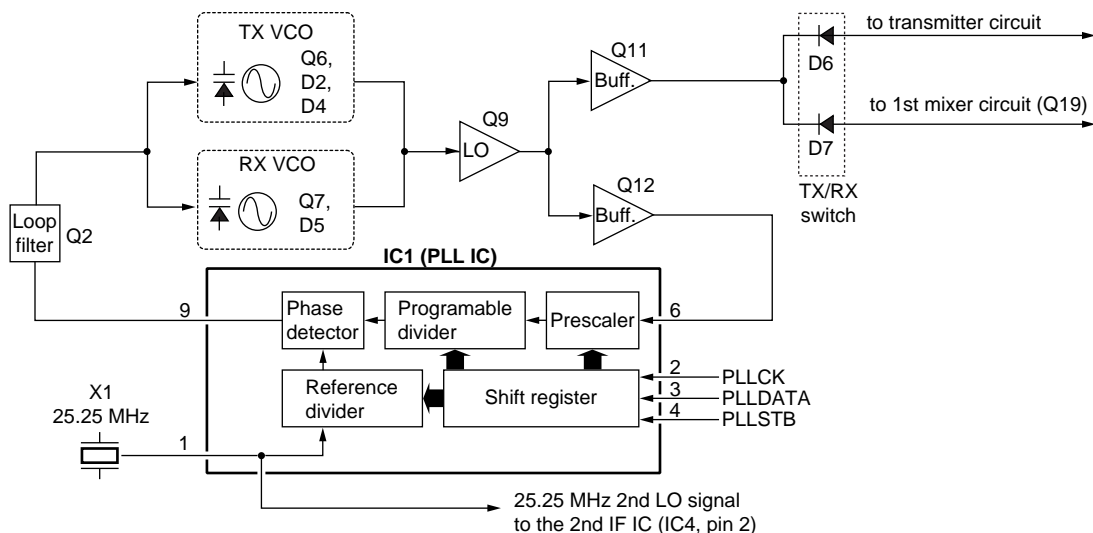 TX VCO
Q6,
D2,
D4
RX VCO
Q7,
D5
Loop
filter
Q2
Q9
LO
Q11
Buff.
Q12
Buff.
D6
D7
TX/RX
switch
to transmitter circuit
to 1st mixer circuit (Q19)
IC1 (PLL IC)
9
Phase
detector
Programable
divider
Prescaler
6
Reference
divider
Shift register
2
PLLCK
3
PLLDATA
4
PLLSTB
X1
25.25 MHz
1
25.25 MHz 2nd LO signal
to the 2nd IF IC (IC4, pin 2)